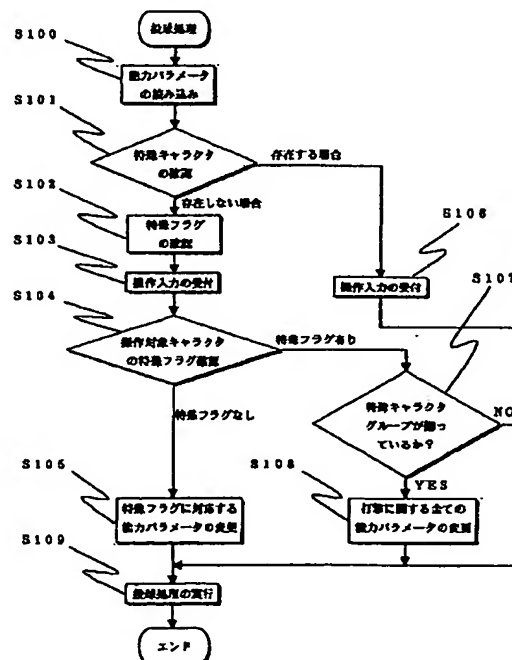 投球処理
S100
能力パラメータ
の読み込み
S101
特殊キャラクタ
の確認
存在する場合
存在しない場合
S102
特殊フラグ
の確認
S103
操作入力の受付
S106
操作入力の受付
S104
操作対象キャラクタ
の特殊フラグ確認
特殊フラグあり
S107
特殊キャラクタ
グループが揃っ
ているか?
NO
特殊フラグなし
YES
S105
特殊フラグに対応する
能力パラメータの変更
S108
打撃に関する全ての
能力パラメータの変更
S109
投球処理の実行
エンド